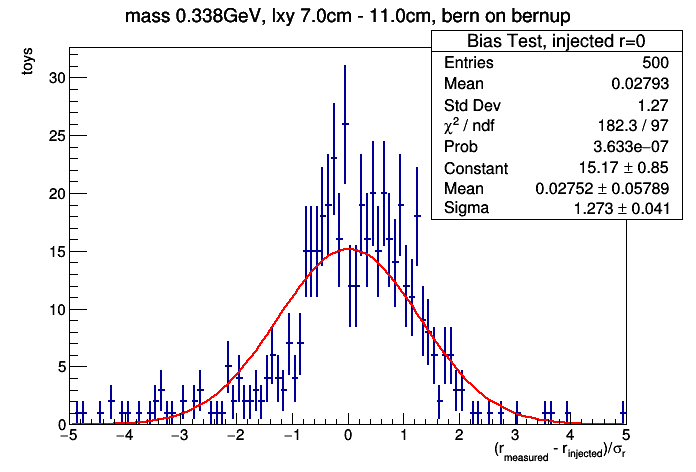 mass 0.338GeV, lxy 7.0cm - 11.0cm, bern on bernup
Bias Test, injected r=0
Entries 500
Mean 0.02793
Std Dev 1.27
χ² / ndf 182.3 / 97
Prob 3.633e−07
Constant 15.17 ± 0.85
Mean 0.02752 ± 0.05789
Sigma 1.273 ± 0.041
toys
30
25
20
15
10
5
0
−5 −4 −3 −2 −1 0 1 2 3 4 5
(r_measured - r_injected)/σ_r